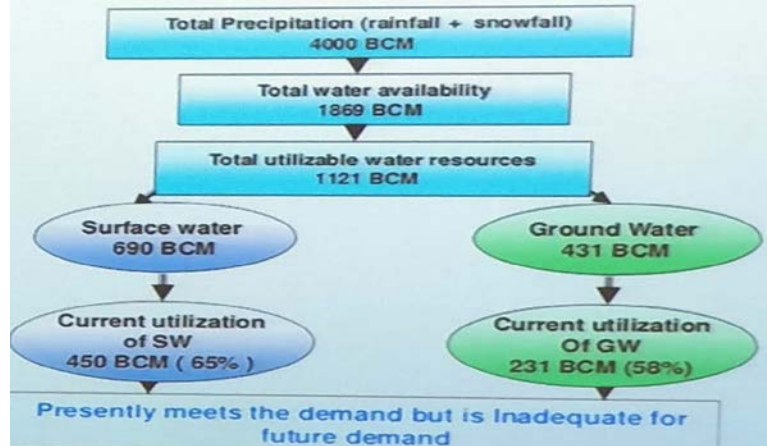 Total Precipitation (rainfall + snowfall)
4000 BCM
Total water availability
1869 BCM
Total utilizable water resources
1121 BCM
Surface water
690 BCM
Ground Water
431 BCM
Current utilization
of SW
450 BCM ( 65% )
Current utilization
Of GW
231 BCM (58%)
Presently meets the demand but is Inadequate for
future demand